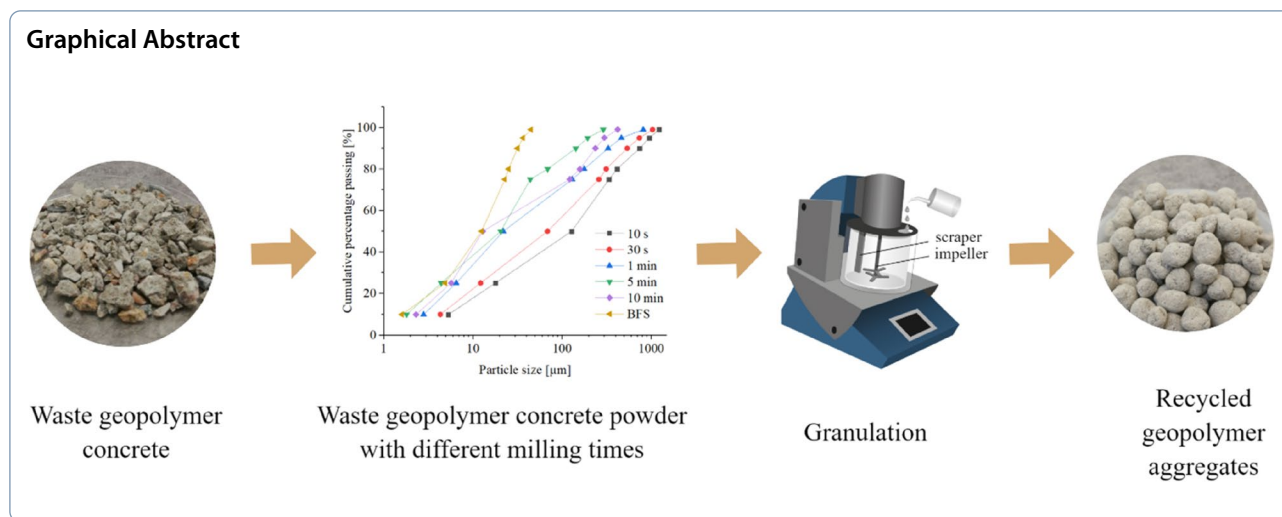 Graphical Abstract
100
80
60
40
20
0
Cumulative percentage passing [%]
10 s
30 s
1 min
5 min
10 min
BFS
1
10
100
1000
Particle size [μm]
scraper
impeller
Waste geopolymer
concrete
Waste geopolymer concrete powder
with different milling times
Granulation
Recycled
geopolymer
aggregates